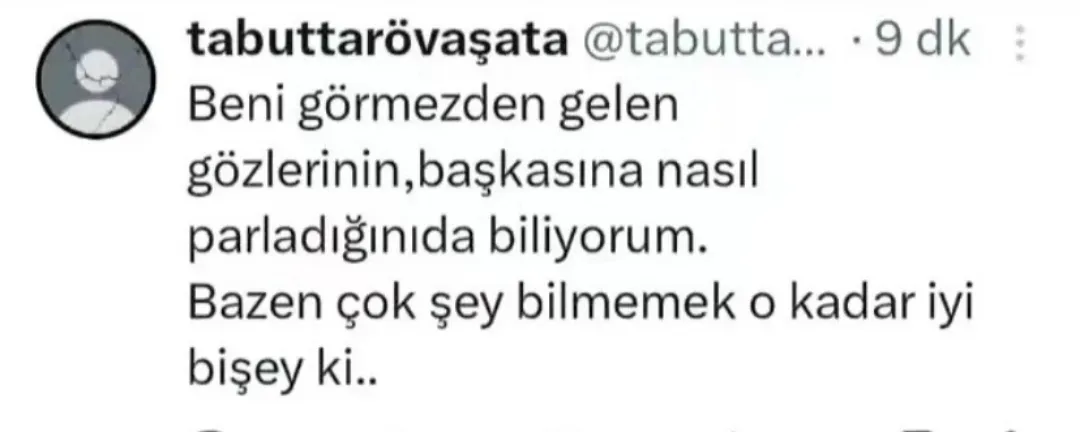 tabuttarövaşata @tabutta... · 9 dk
Beni görmezden gelen
gözlerinin,başkasına nasıl
parladığınıda biliyorum.
Bazen çok şey bilmemek o kadar iyi
bişey ki..